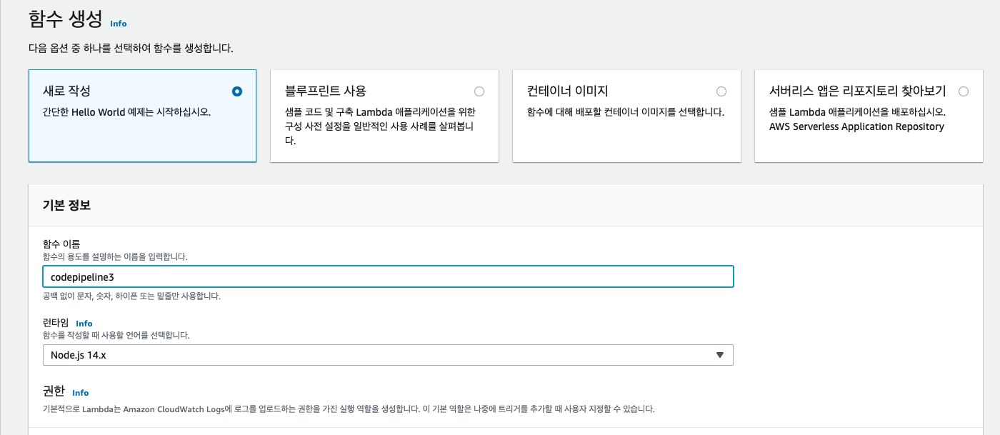 함수 생성 Info
다음 옵션 중 하나를 선택하여 함수를 생성합니다.
새로 작성
간단한 Hello World 예제는 시작하십시오.
블루프린트 사용
샘플 코드 및 구축 Lambda 애플리케이션을 위한
구성 사전 설정을 일반적인 사용 사례를 살펴봅니
다.
컨테이너 이미지
함수에 대해 배포할 컨테이너 이미지를 선택합니다.
서버리스 앱은 리포지토리 찾아보기
샘플 Lambda 애플리케이션을 배포하십시오.
AWS Serverless Application Repository
기본 정보
함수 이름
함수의 용도를 설명하는 이름을 입력합니다.
codepipeline3
공백 없이 문자, 숫자, 하이픈 또는 밑줄만 사용합니다.
런타임 Info
함수를 작성할 때 사용할 언어를 선택합니다.
Node.js 14.x
권한 Info
기본적으로 Lambda는 Amazon CloudWatch Logs에 로그를 업로드하는 권한을 가진 실행 역할을 생성합니다. 이 기본 역할은 나중에 트리거를 추가할 때 사용자 지정할 수 있습니다.